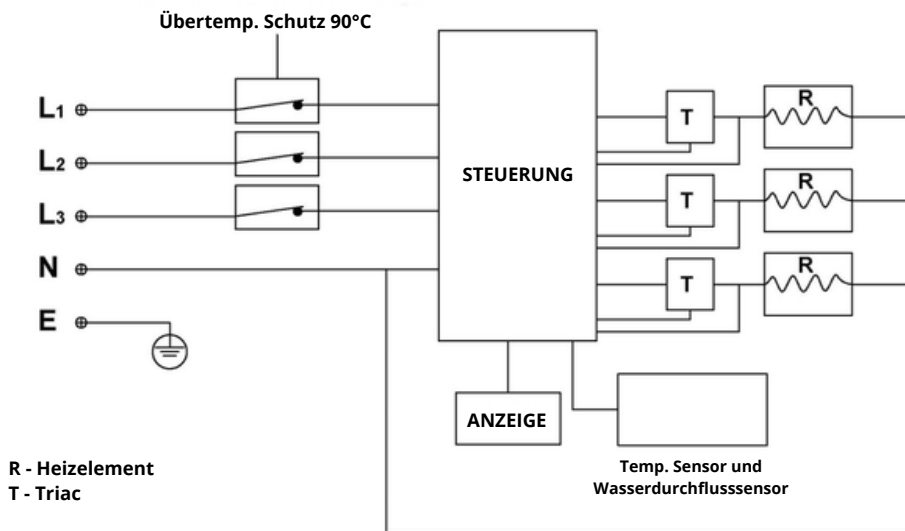 Übertemp. Schutz 90°C
L1
L2
L3
N
E
STEUERUNG
T
R
T
R
T
R
ANZEIGE
Temp. Sensor und
Wasserdurchflusssensor
R - Heizelement
T - Triac